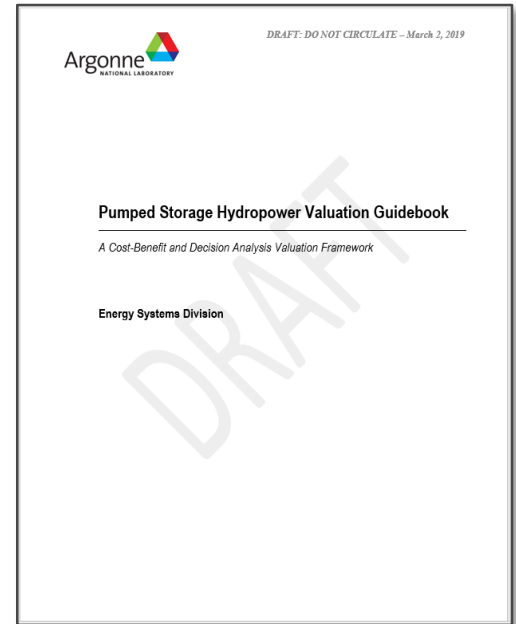 DRAFT: DO NOT CIRCULATE – March 2, 2019
Argonne
NATIONAL LABORATORY
Pumped Storage Hydropower Valuation Guidebook
A Cost-Benefit and Decision Analysis Valuation Framework
Energy Systems Division
DRAFT